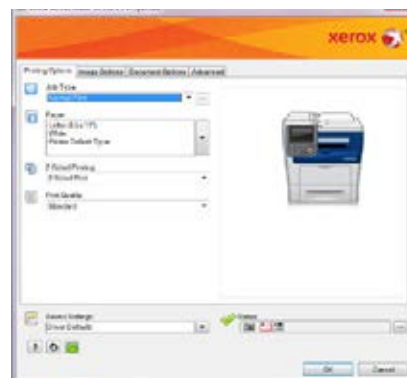 xerox
Printing Options Image Options Document Options Advanced
Job Type
Normal Print
Paper
Letter (8.5 x 11")
White
Printer Default Type
2-Sided Printing
2-Sided Print
Print Quality
Standard
Saved Settings
Driver Defaults
Status
OK Cancel